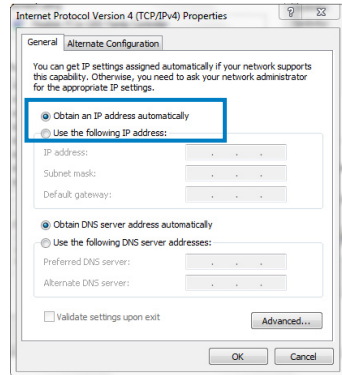 Internet Protocol Version 4 (TCP/IPv4) Properties
General Alternate Configuration
You can get IP settings assigned automatically if your network supports
this capability. Otherwise, you need to ask your network administrator
for the appropriate IP settings.
Obtain an IP address automatically
Use the following IP address:
IP address:
Subnet mask:
Default gateway:
Obtain DNS server address automatically
Use the following DNS server addresses:
Preferred DNS server:
Alternate DNS server:
Validate settings upon exit
Advanced...
OK Cancel